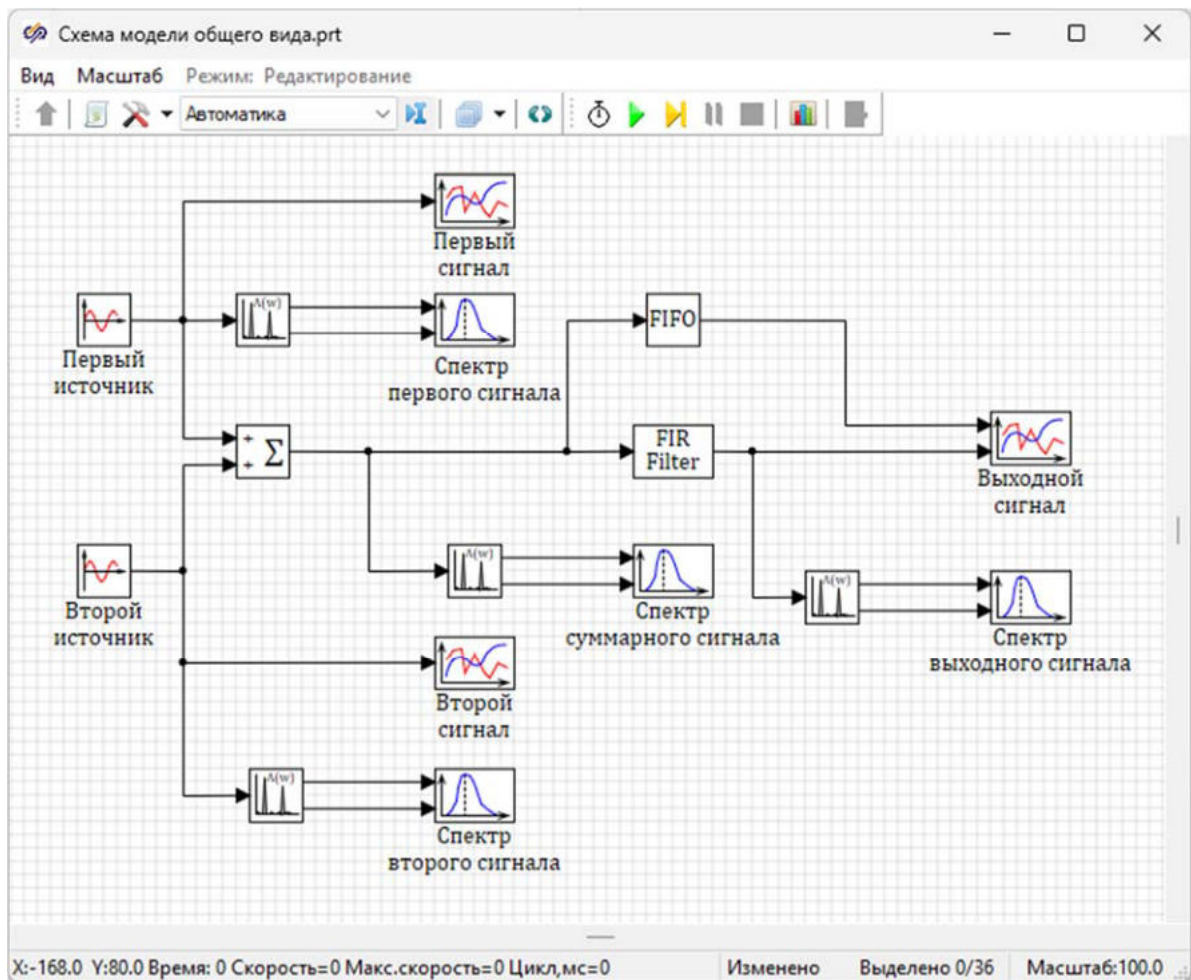 Схема модели общего вида.prt
Вид Масштаб Режим: Редактирование
Автоматика
Первый
сигнал
A(w)
Первый
источник
Спектр
первого сигнала
FIFO
+
+
Σ
FIR
Filter
Выходной
сигнал
Второй
источник
A(w)
Спектр
суммарного сигнала
A(w)
Спектр
выходного сигнала
Второй
сигнал
A(w)
Спектр
второго сигнала
X:-168.0 Y:80.0 Время: 0 Скорость=0 Макс.скорость=0 Цикл,мс=0 Изменено Выделено 0/36 Масштаб:100.0